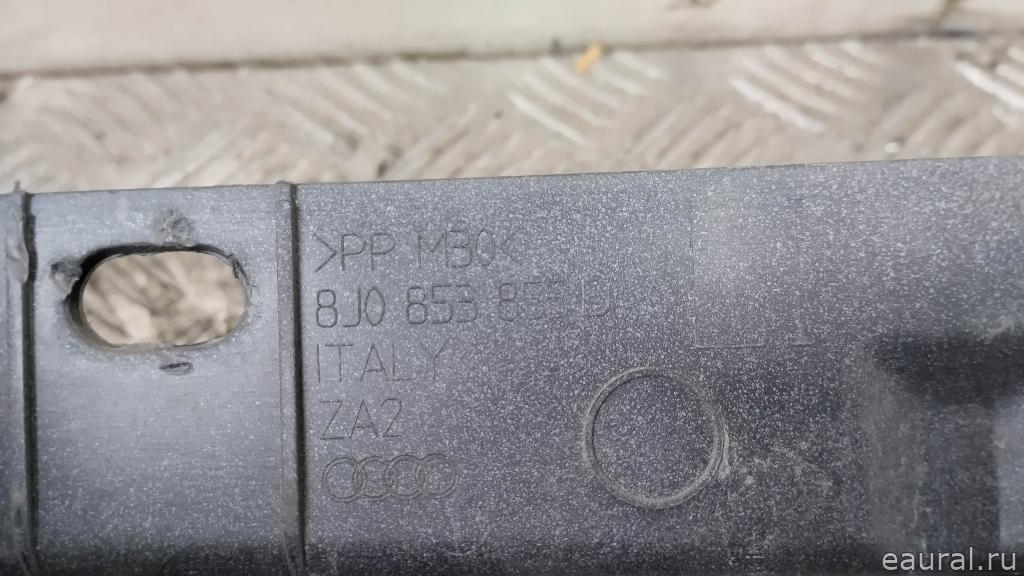 >PP M30<
8J0 853 855 D
ITALY
ZA2
eaural.ru